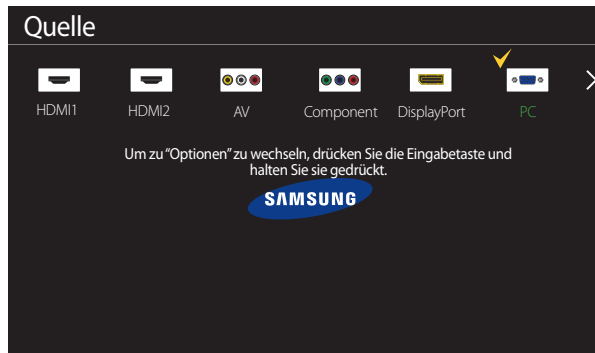 Quelle
HDMI1 HDMI2 AV Component DisplayPort PC
Um zu “Optionen” zu wechseln, drücken Sie die Eingabetaste und
halten Sie sie gedrückt.
SAMSUNG